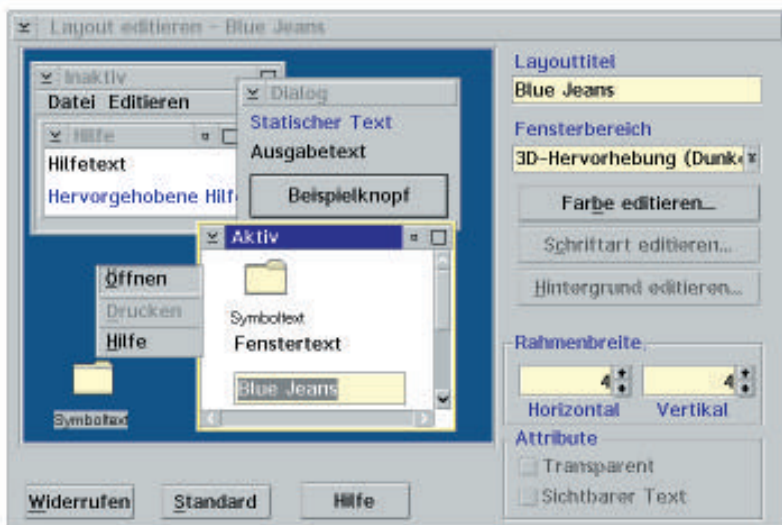 Layout editieren - Blue Jeans
Inaktiv
Datei Editieren
Hilfe
Hilfetext
Hervorgehobene Hilf
Dialog
Statischer Text
Ausgabetext
Beispielknopf
Aktiv
Symboltext
Fenstertext
Blue Jeans
Öffnen
Drucken
Hilfe
Symboltext
Layouttitel
Blue Jeans
Fensterbereich
3D-Hervorhebung (Dunk
Farbe editieren...
Schriftart editieren...
Hintergrund editieren...
Rahmenbreite
4 4
Horizontal Vertikal
Attribute
Transparent
Sichtbarer Text
Widerrufen Standard Hilfe